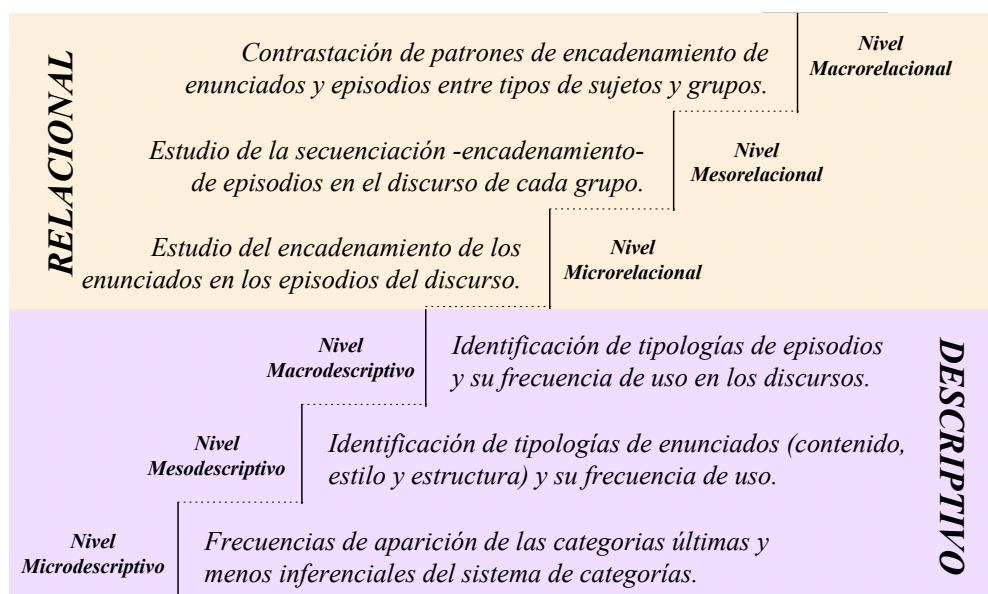 RELACIONAL
Contrastación de patrones de encadenamiento de
enunciados y episodios entre tipos de sujetos y grupos.
Nivel
Macrorelacional
Estudio de la secuenciación -encadenamiento-
de episodios en el discurso de cada grupo.
Nivel
Mesorelacional
Estudio del encadenamiento de los
enunciados en los episodios del discurso.
Nivel
Microrelacional
DESCRIPTIVO
Nivel
Macrodescriptivo
Identificación de tipologías de episodios
y su frecuencia de uso en los discursos.
Nivel
Mesodescriptivo
Identificación de tipologías de enunciados (contenido,
estilo y estructura) y su frecuencia de uso.
Nivel
Microdescriptivo
Frecuencias de aparición de las categorias últimas y
menos inferenciales del sistema de categorías.